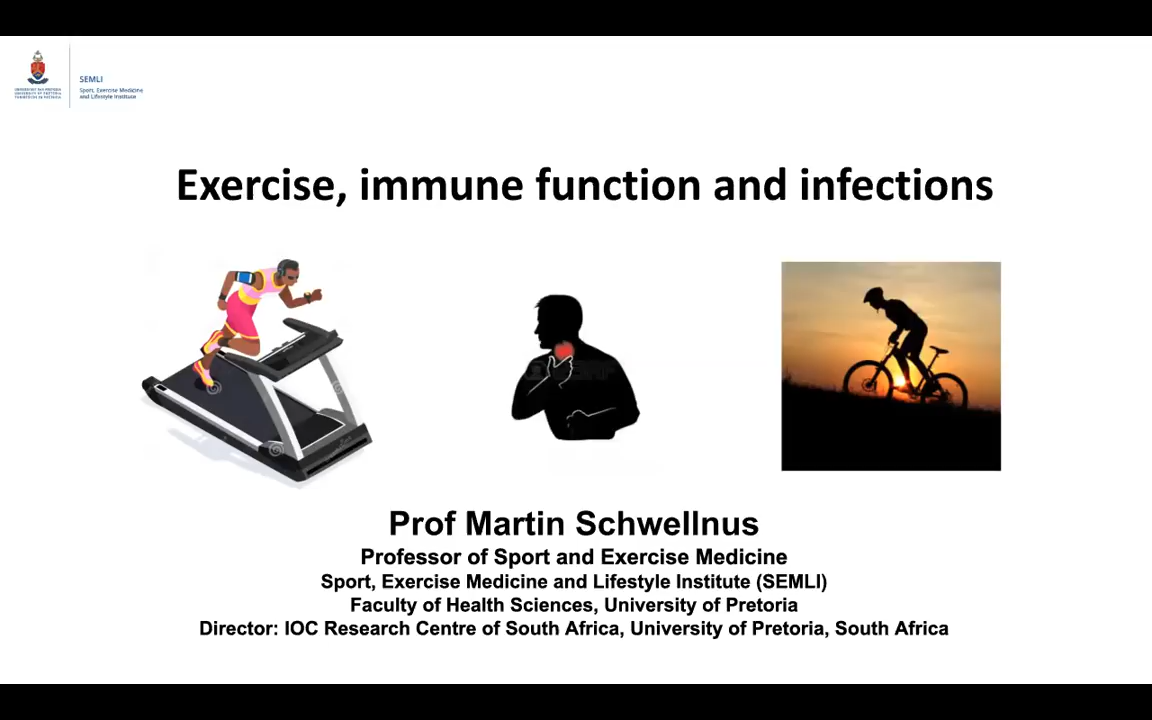 SEMLI
Sport, Exercise Medicine
and Lifestyle Institute
Exercise, immune function and infections
Prof Martin Schwellnus
Professor of Sport and Exercise Medicine
Sport, Exercise Medicine and Lifestyle Institute (SEMLI)
Faculty of Health Sciences, University of Pretoria
Director: IOC Research Centre of South Africa, University of Pretoria, South Africa